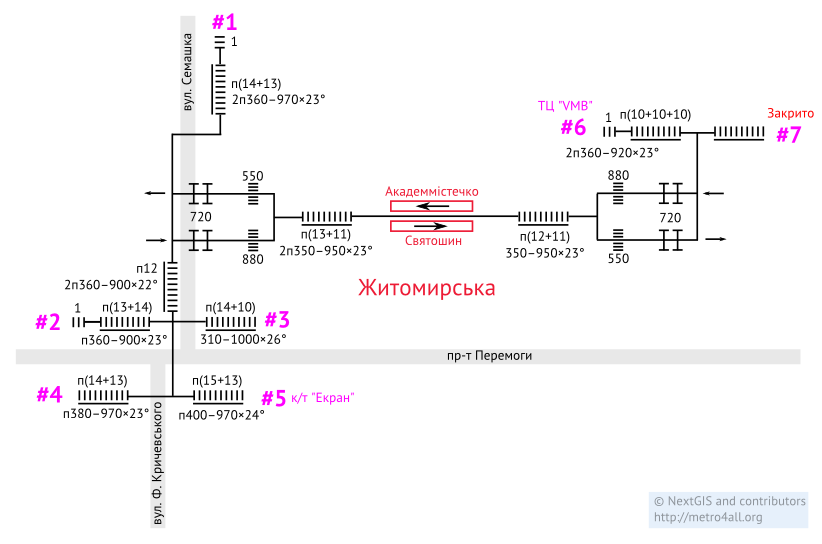 #1
1
вул. Семашка
п(14+13)
2п360–970×23°
ТЦ "VMB"
#6
1
п(10+10+10)
2п360–920×23°
Закрито
#7
550
720
880
Академмістечко
Святошин
п(13+11)
2п350–950×23°
п(12+11)
350–950×23°
880
720
550
Житомирська
п12
2п360–900×22°
#2
1
п(13+14)
п360–900×23°
п(14+10)
310–1000×26°
#3
пр-т Перемоги
#4
п(14+13)
п380–970×23°
п(15+13)
п400–970×24°
#5
к/т "Екран"
вул. Ф. Кричевського
© NextGIS and contributors
http://metro4all.org